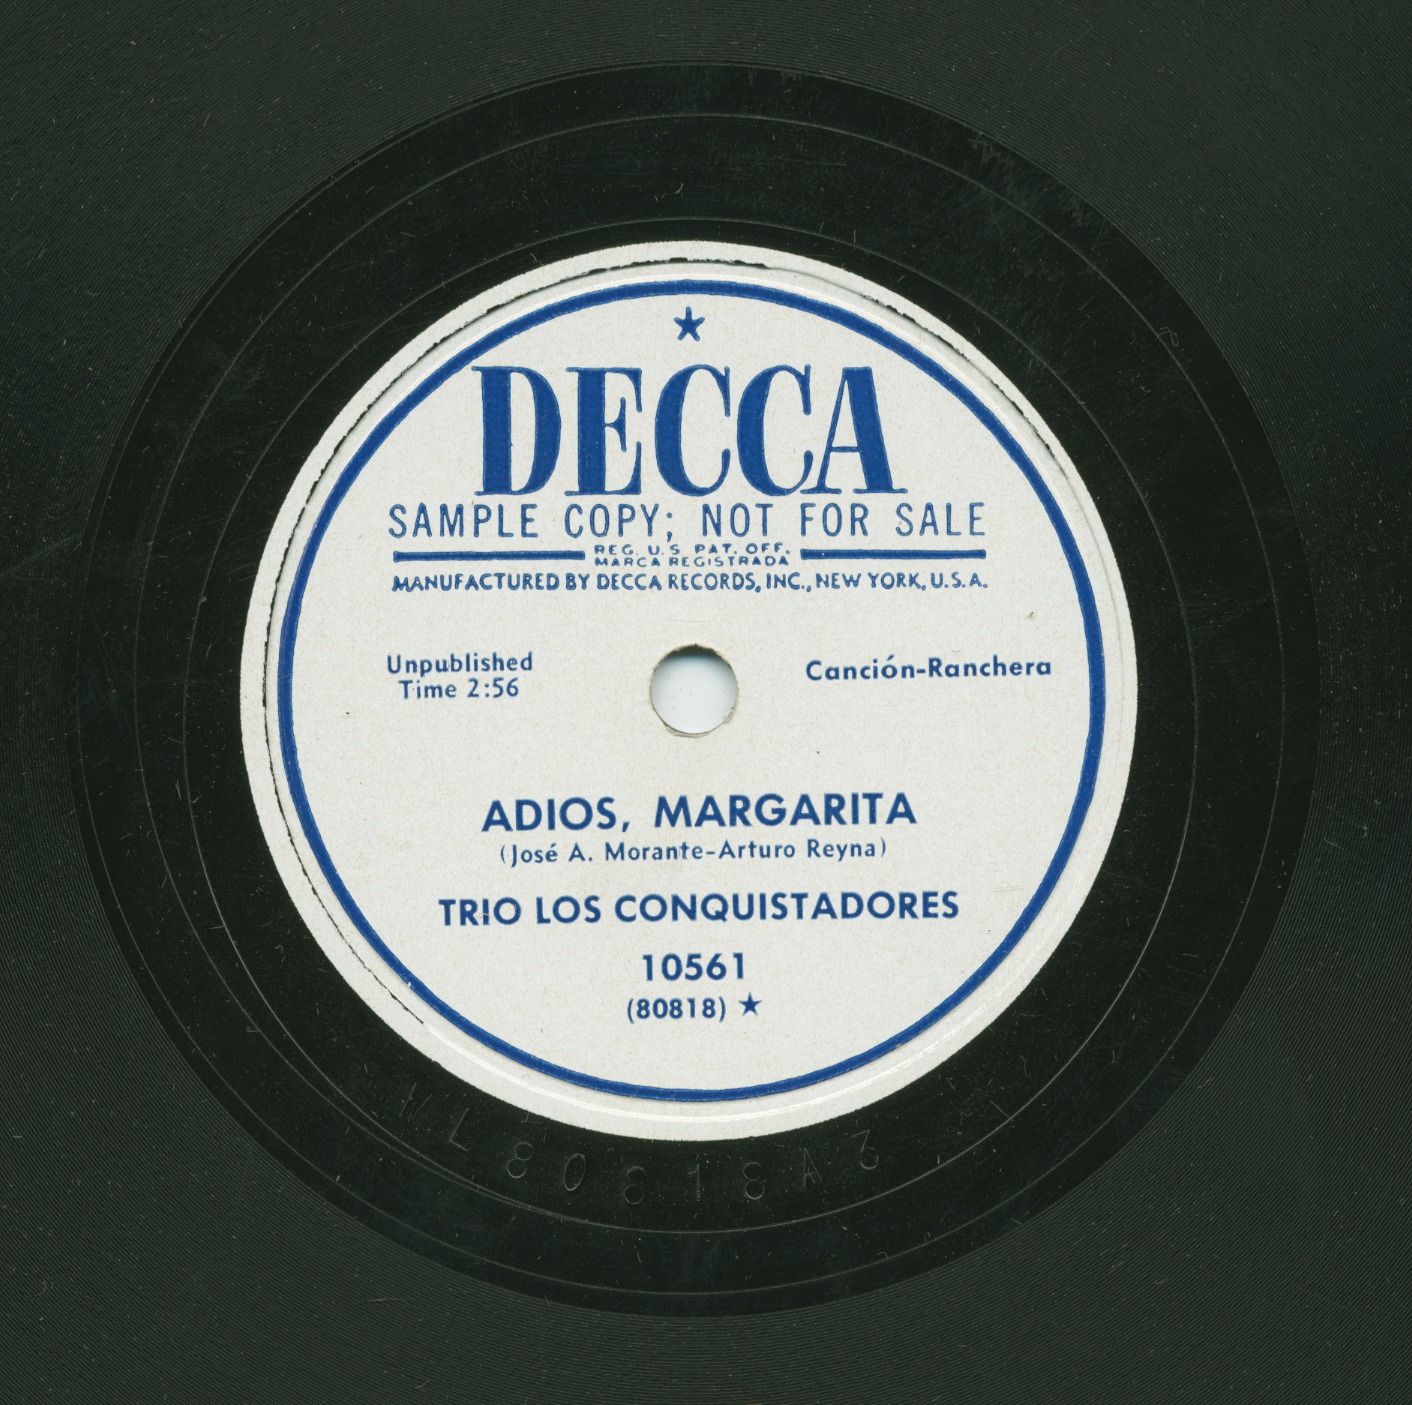 DECCA
SAMPLE COPY; NOT FOR SALE
REG. U.S. PAT. OFF.
MARCA REGISTRADA
MANUFACTURED BY DECCA RECORDS, INC., NEW YORK, U.S.A.
Unpublished
Time 2:56
Canción-Ranchera
ADIOS, MARGARITA
(José A. Morante-Arturo Reyna)
TRIO LOS CONQUISTADORES
10561
(80818) ★
L 80818A3